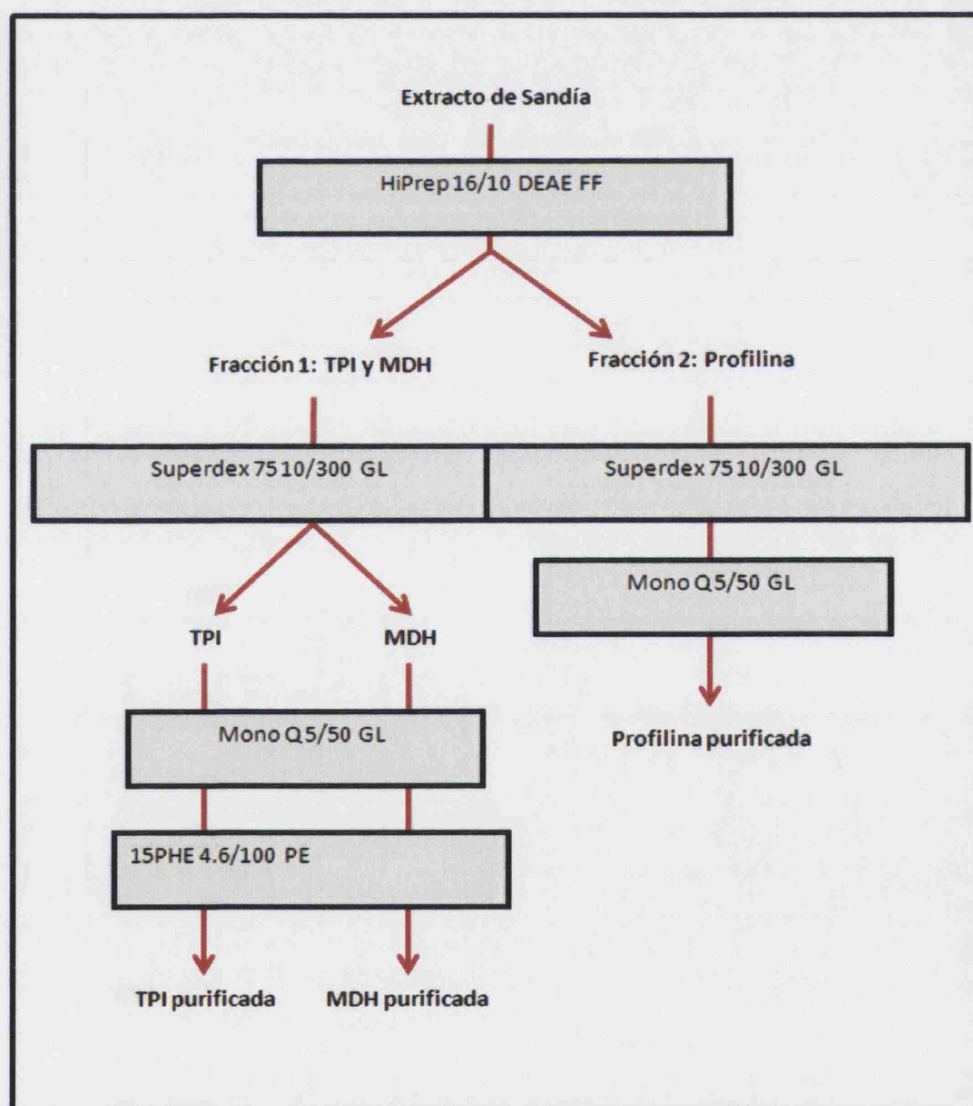 Extracto de Sandía
HiPrep 16/10 DEAE FF
Fracción 1: TPI y MDH
Fracción 2: Profilina
Superdex 75 10/300 GL
Superdex 75 10/300 GL
Mono Q 5/50 GL
TPI
MDH
Mono Q 5/50 GL
Profilina purificada
15PHE 4.6/100 PE
TPI purificada
MDH purificada